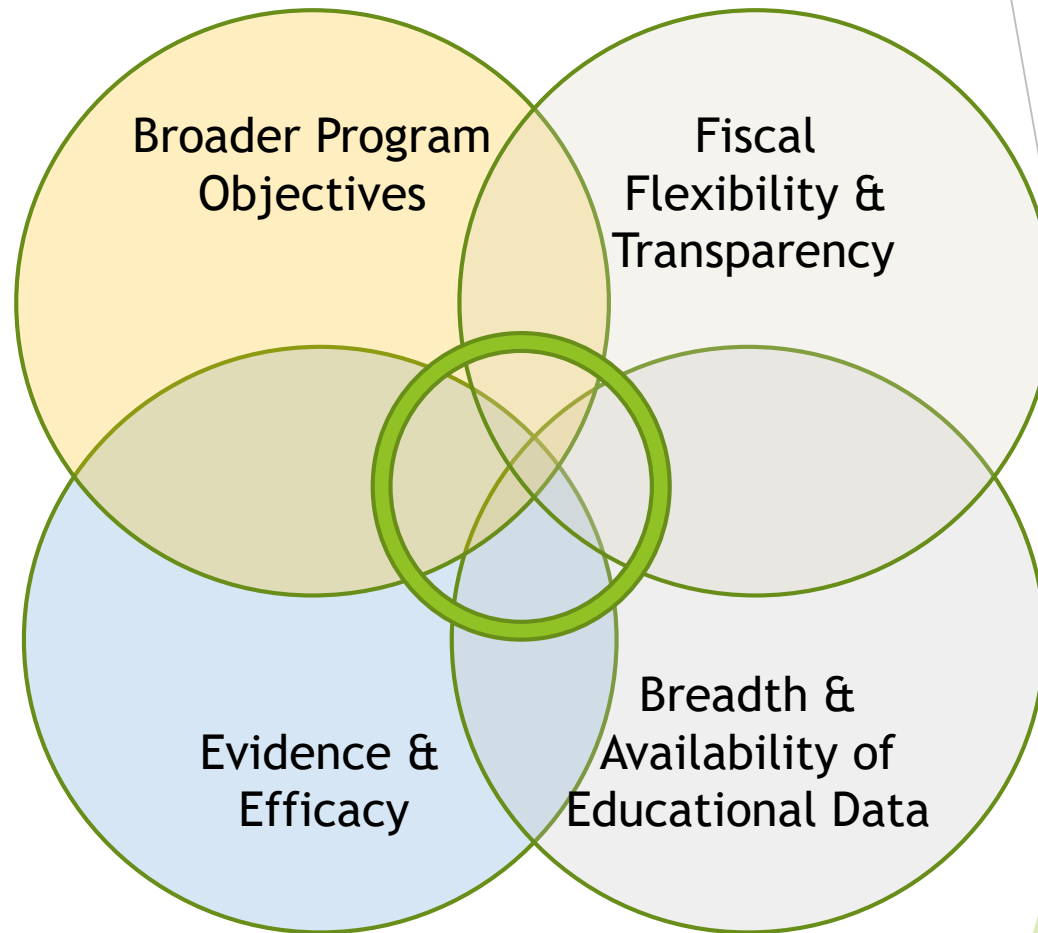 Broader Program
Objectives
Fiscal
Flexibility &
Transparency
Evidence &
Efficacy
Breadth &
Availability of
Educational Data